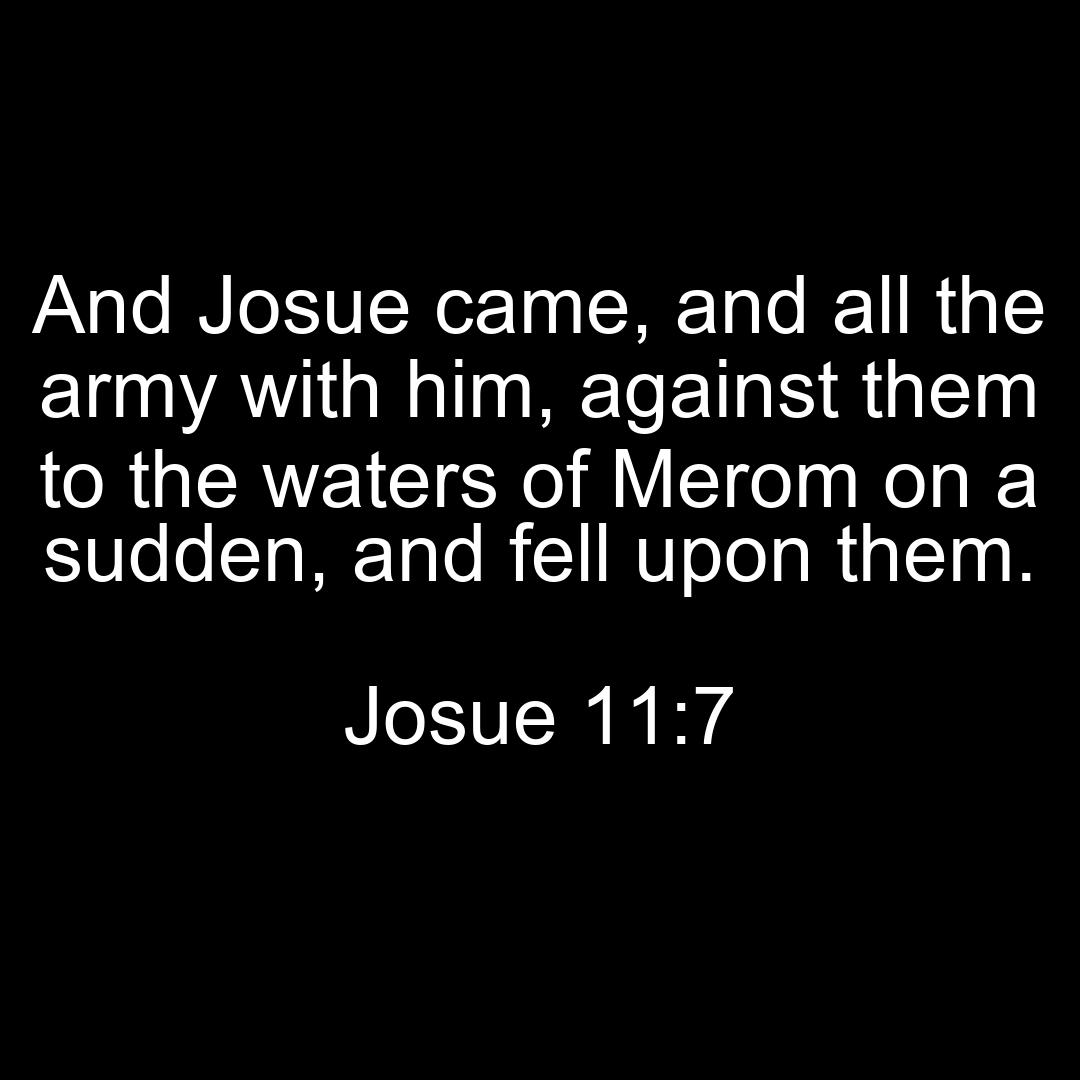 And Josue came, and all the
army with him, against them
to the waters of Merom on a
sudden, and fell upon them.
Josue 11:7